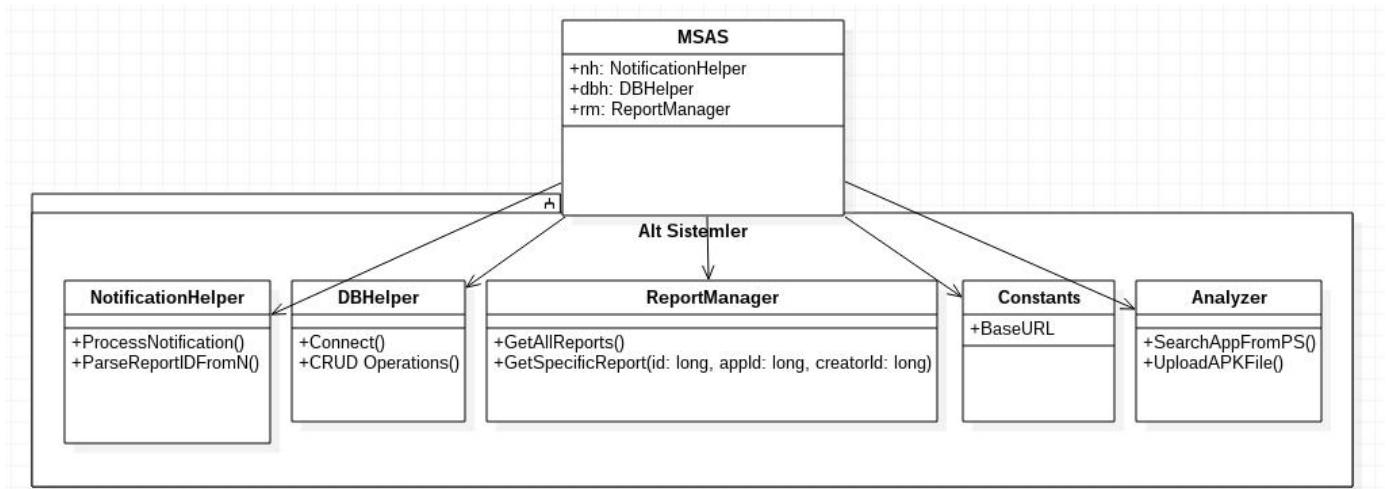 MSAS
+nh: NotificationHelper
+dbh: DBHelper
+rm: ReportManager
Alt Sistemler
NotificationHelper
+ProcessNotification()
+ParseReportIDFromN()
DBHelper
+Connect()
+CRUD Operations()
ReportManager
+GetAllReports()
+GetSpecificReport(id: long, appId: long, creatorId: long)
Constants
+BaseURL
Analyzer
+SearchAppFromPS()
+UploadAPKFile()